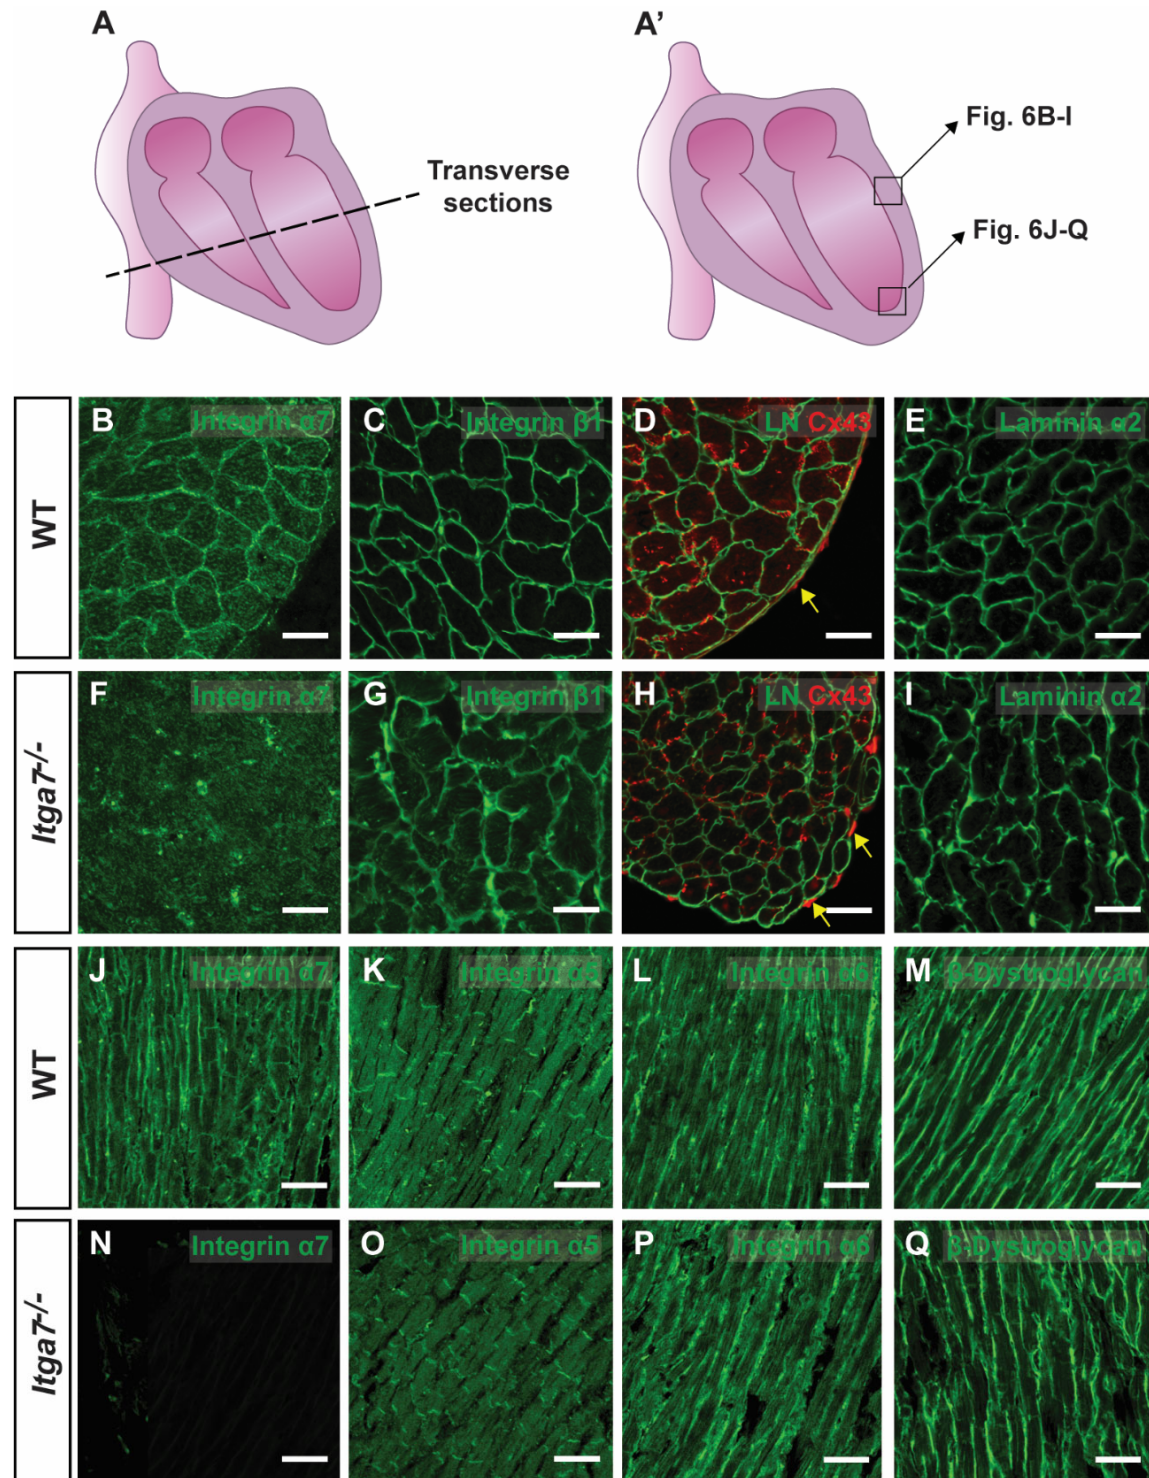 A
A’
Transverse
sections
Fig. 6B-I
Fig. 6J-Q
WT
B
Integrin α7
C
Integrin β1
D
LN Cx43
E
Laminin α2
Itga7-/-
F
Integrin α7
G
Integrin β1
H
LN Cx43
I
Laminin α2
WT
J
Integrin α7
K
Integrin α5
L
Integrin α6
M
β-Dystroglycan
Itga7-/-
N
Integrin α7
O
Integrin α5
P
Integrin α6
Q
β-Dystroglycan